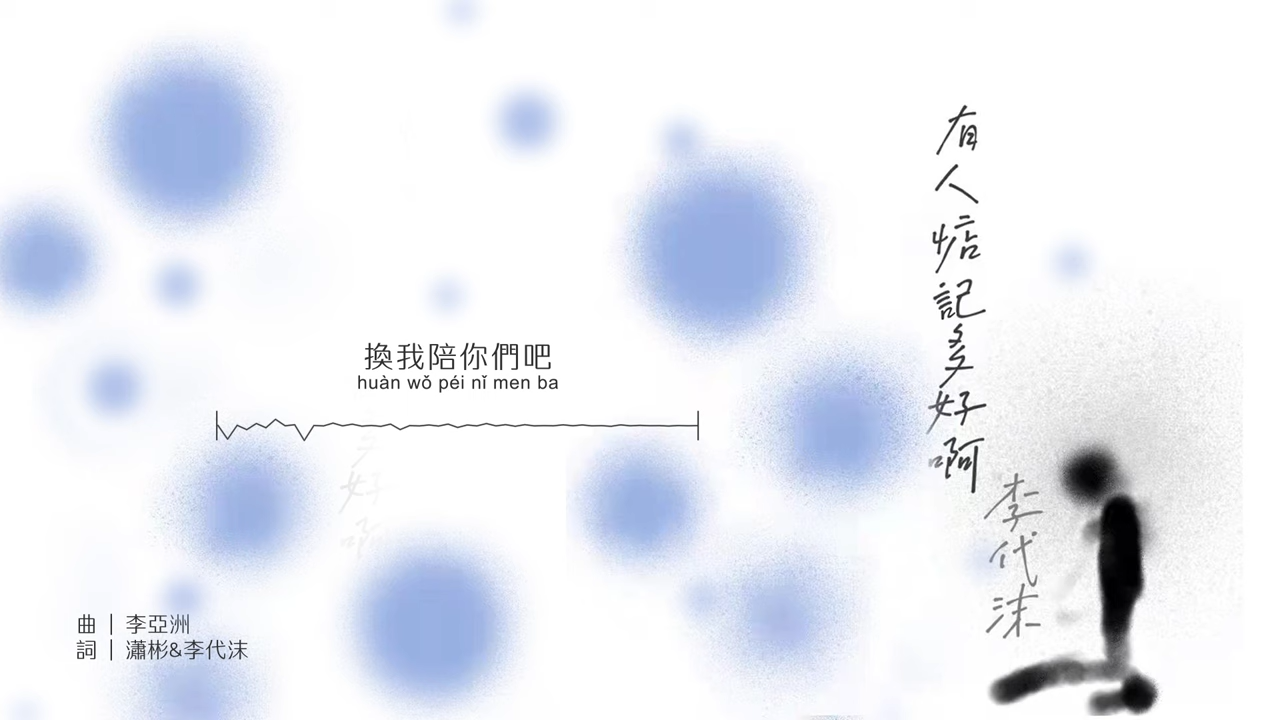 換我陪你們吧
huàn wǒ péi nǐ men ba
有人惦記多好啊
李代沫
曲｜李亞洲
詞｜瀟彬&李代沫